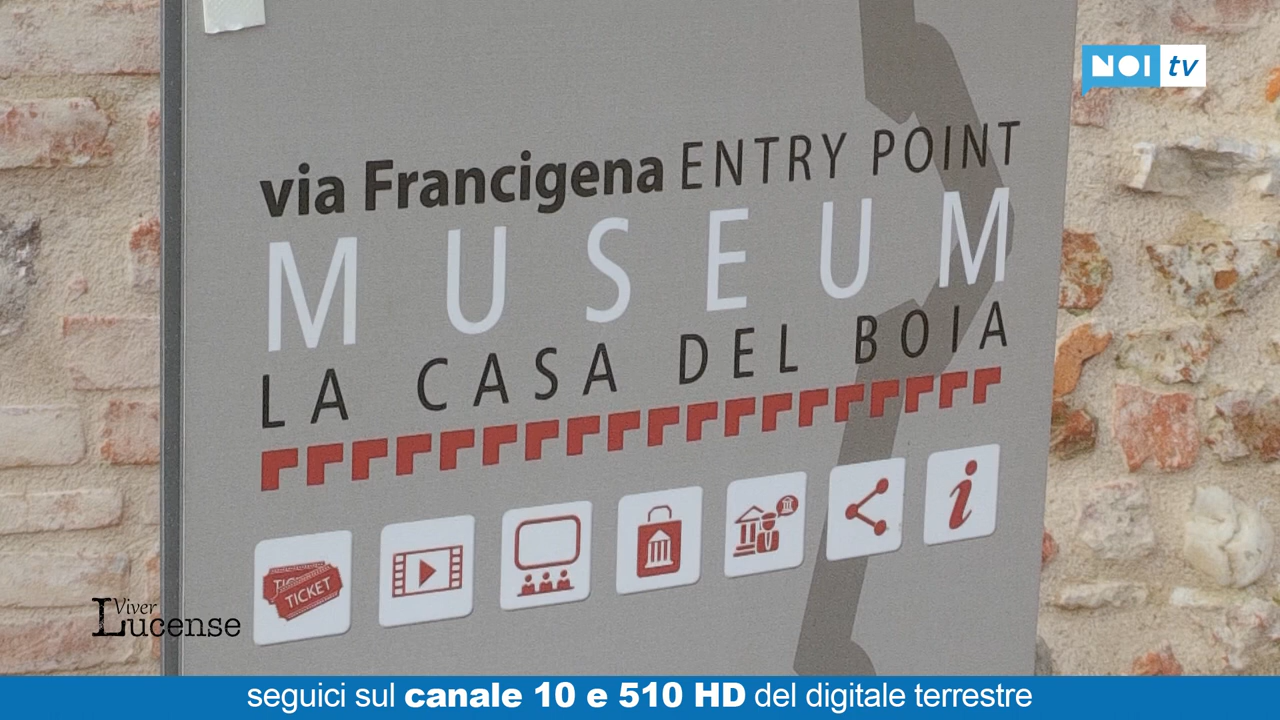 NOI tv
via Francigena ENTRY POINT
MUSEUM
LA CASA DEL BOIA
TICKET
Viver
Lucense
seguici sul canale 10 e 510 HD del digitale terrestre